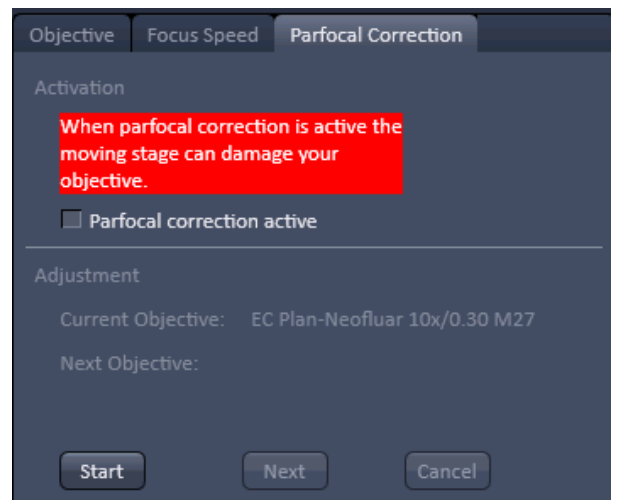 Objective Focus Speed Parfocal Correction
Activation
When parfocal correction is active the
moving stage can damage your
objective.
Parfocal correction active
Adjustment
Current Objective: EC Plan-Neofluar 10x/0.30 M27
Next Objective:
Start Next Cancel